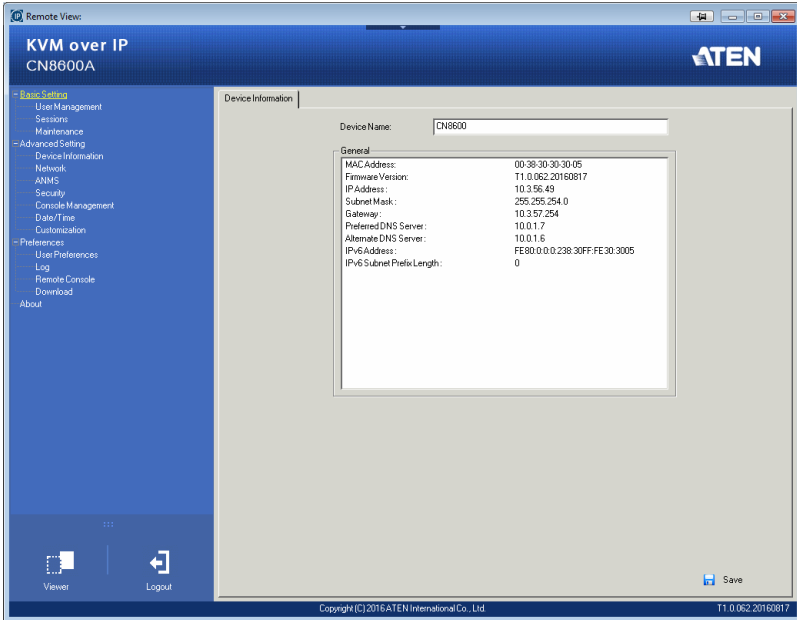 Remote View:
KVM over IP
CN8600A
ATEN
Basic Setting
User Management
Sessions
Maintenance
Advanced Setting
Device Information
Network
ANMS
Security
Console Management
Date/Time
Customization
Preferences
User Preferences
Log
Remote Console
Download
About
Viewer
Logout
Device Information
Device Name: CN8600
General
MAC Address: 00-38-30-30-30-05
Firmware Version: T1.0.062.20160817
IP Address: 10.3.56.49
Subnet Mask: 255.255.254.0
Gateway: 10.3.57.254
Preferred DNS Server: 10.0.1.7
Alternate DNS Server: 10.0.1.6
IPv6 Address: FE80:0:0:0:238:30FF:FE30:3005
IPv6 Subnet Prefix Length: 0
Save
Copyright (C) 2016 ATEN International Co., Ltd.
T1.0.062.20160817